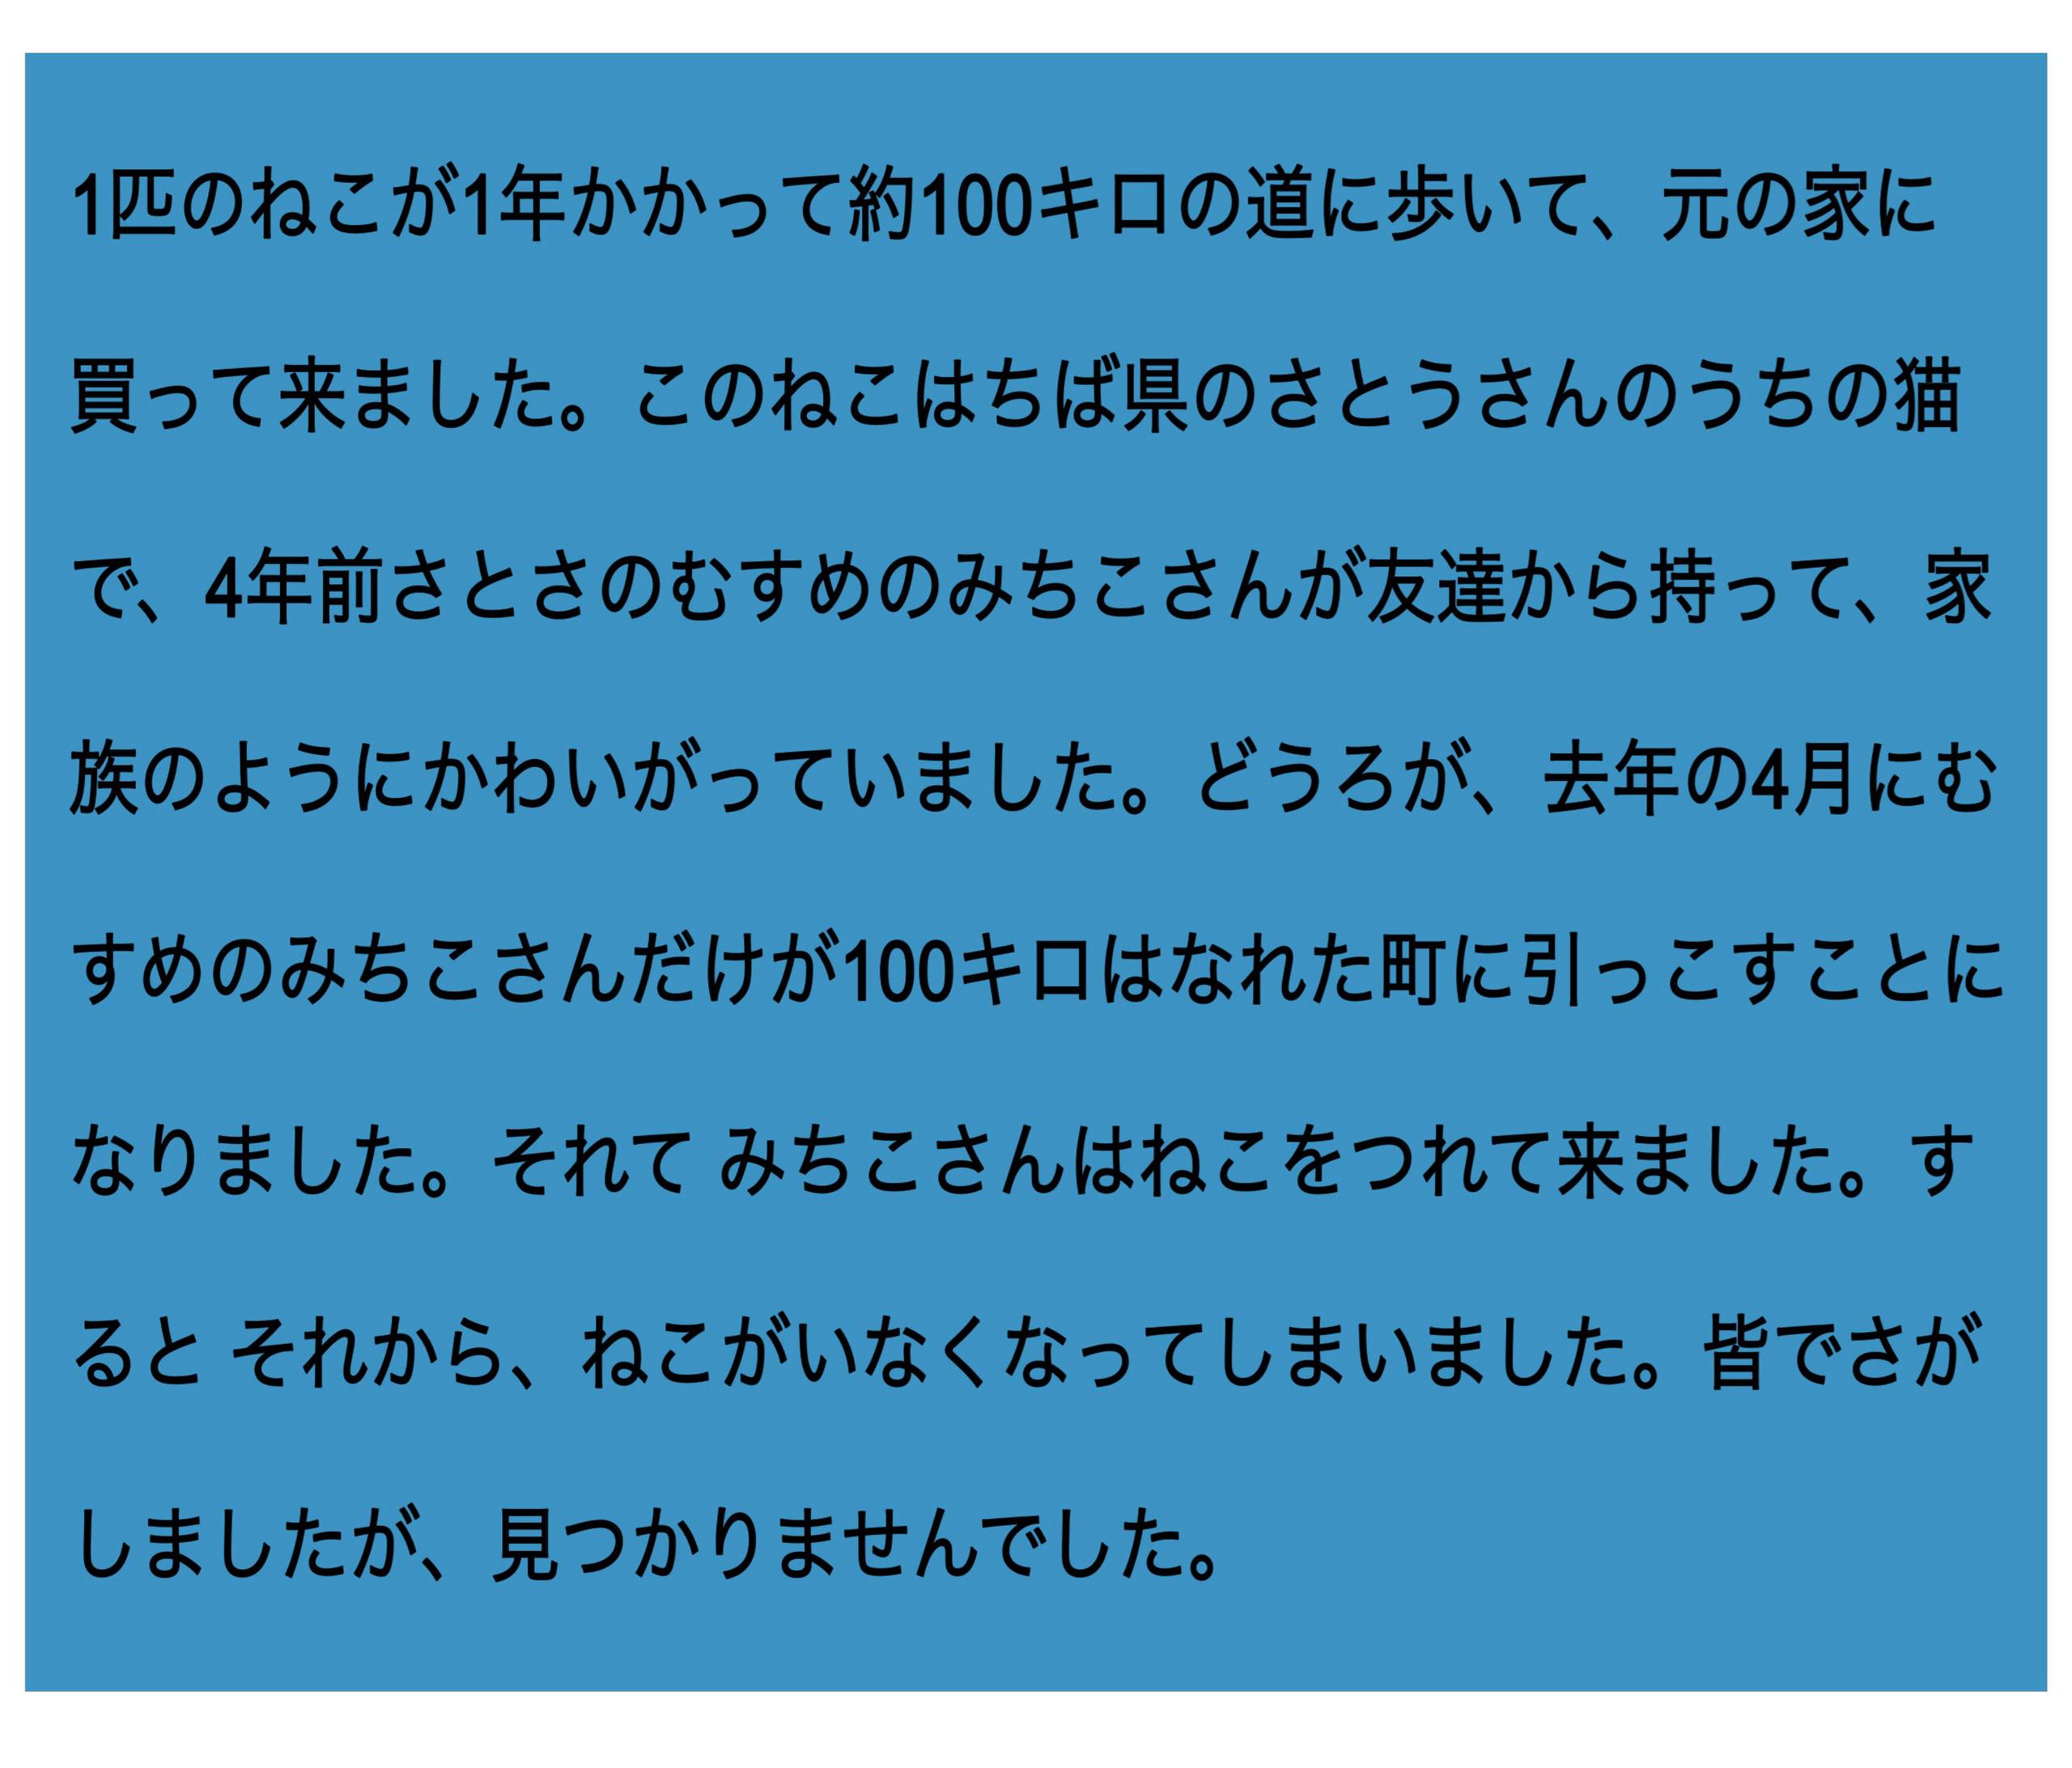 1匹のねこが1年かかって約100キロの道に歩いて、元の家に
買って来ました。このねこはちば県のさとうさんのうちの猫
で、4年前さとさのむすめのみちこさんが友達から持って、家
族のようにかわいがっていました。どうろが、去年の4月にむ
すめのみちこさんだけが100キロはなれた町に引っこすことに
なりました。それて みちこさんはねこをつれて来ました。す
ると それから、ねこがいなくなってしまいました。皆でさが
しましたが、見つかりませんでした。